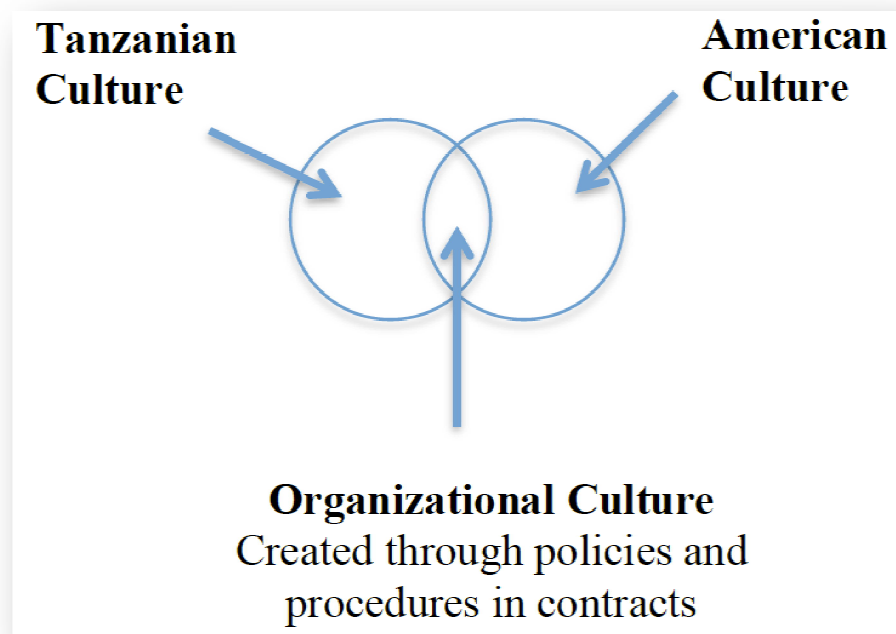 Tanzanian
Culture
American
Culture
Organizational Culture
Created through policies and
procedures in contracts